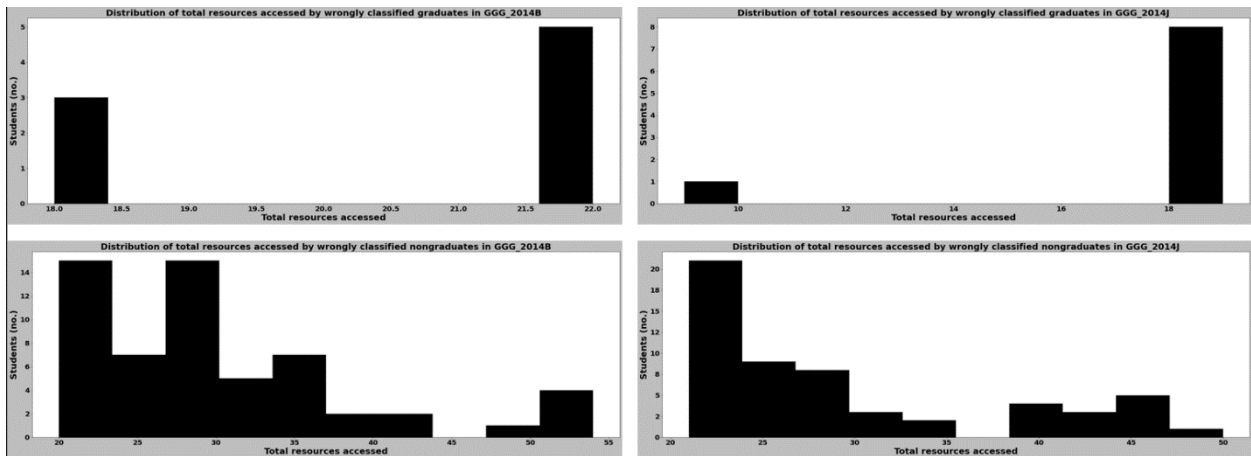 Distribution of total resources accessed by wrongly classified graduates in GGG_2014B
5
4
3
2
1
0
Students (no.)
18.0 18.5 19.0 19.5 20.0 20.5 21.0 21.5 22.0
Total resources accessed
Distribution of total resources accessed by wrongly classified graduates in GGG_2014J
8
7
6
5
4
3
2
1
0
Students (no.)
10 12 14 16 18
Total resources accessed
Distribution of total resources accessed by wrongly classified nongraduates in GGG_2014B
14
12
10
8
6
4
2
0
Students (no.)
20 25 30 35 40 45 50 55
Total resources accessed
Distribution of total resources accessed by wrongly classified nongraduates in GGG_2014J
20
18
15
12
10
8
5
2
0
Students (no.)
20 25 30 35 40 45 50
Total resources accessed